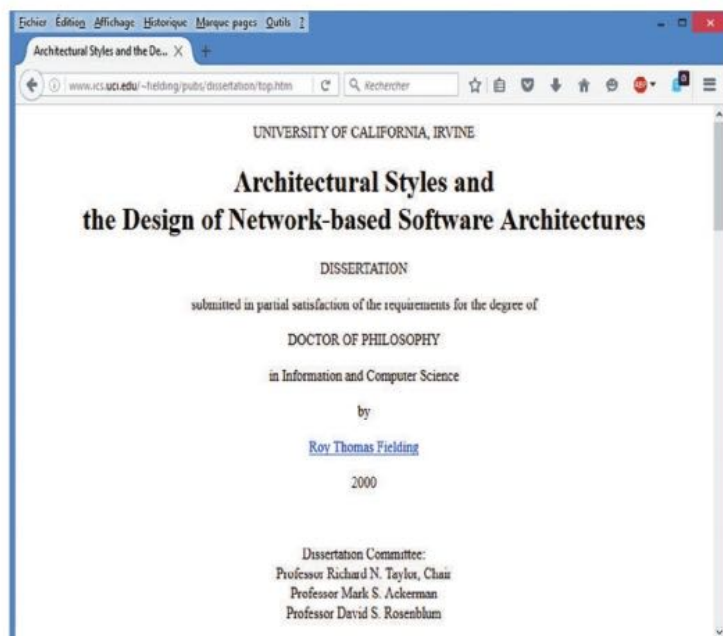 Fichier Édition Affichage Historique Marque-pages Outils ?
Architectural Styles and the De... X +
www.ics.uci.edu/~fielding/pubs/dissertation/top.htm Rechercher ABP
UNIVERSITY OF CALIFORNIA, IRVINE
Architectural Styles and
the Design of Network-based Software Architectures
DISSERTATION
submitted in partial satisfaction of the requirements for the degree of
DOCTOR OF PHILOSOPHY
in Information and Computer Science
by
Roy Thomas Fielding
2000
Dissertation Committee:
Professor Richard N. Taylor, Chair
Professor Mark S. Ackerman
Professor David S. Rosenblum